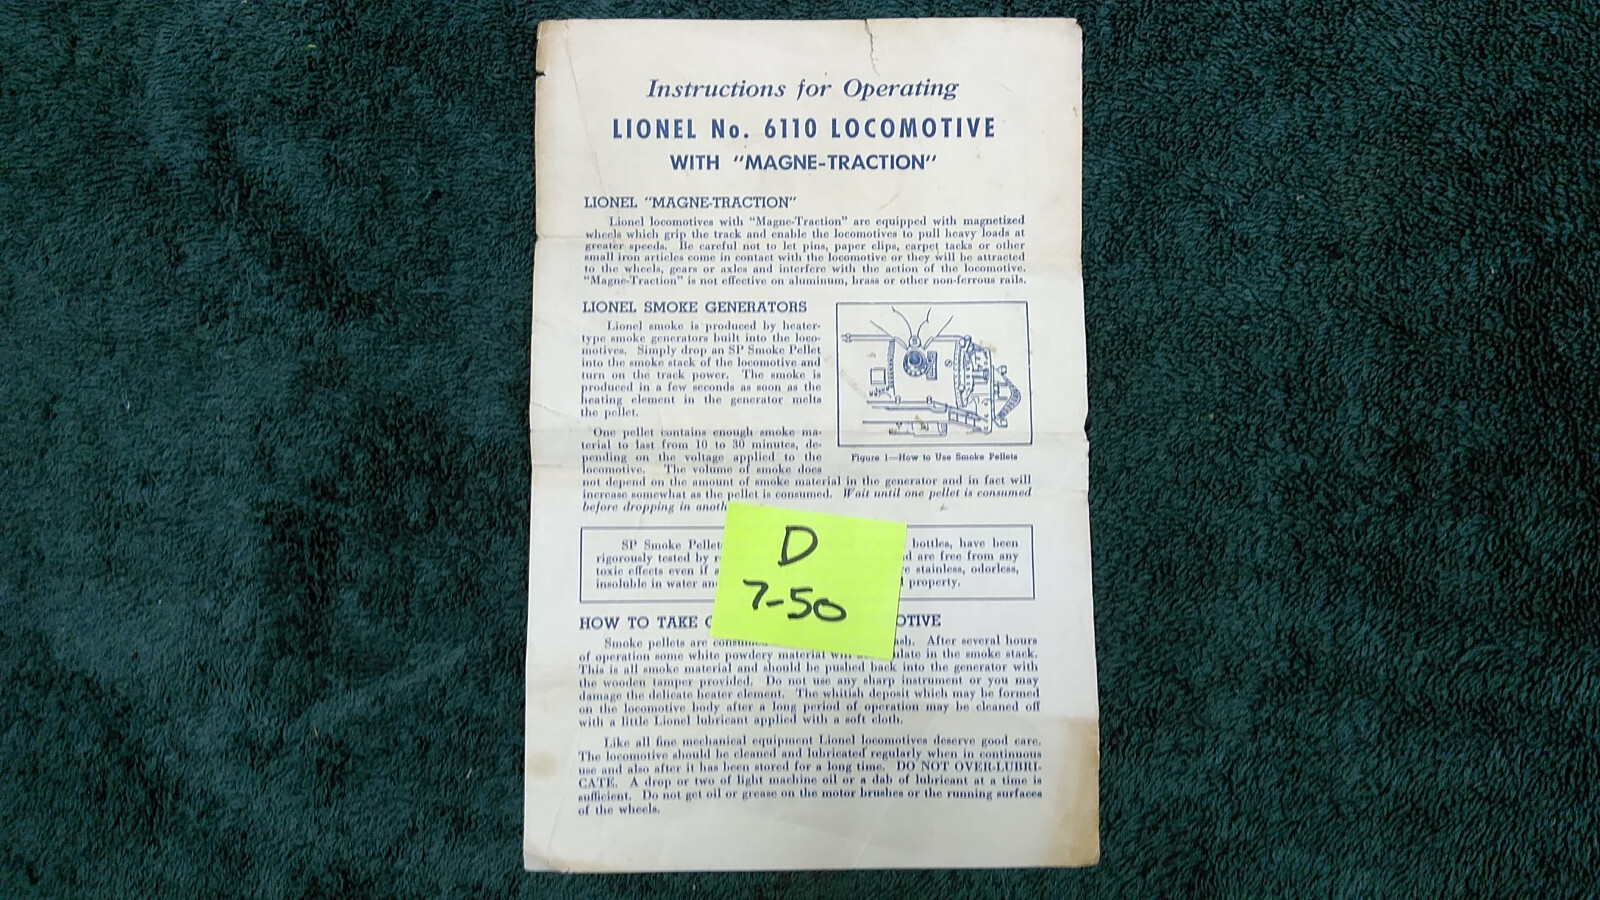 Instructions for Operating
LIONEL No. 6110 LOCOMOTIVE
WITH "MAGNE-TRACTION"
LIONEL "MAGNE-TRACTION"
Lionel locomotives with "Magne-Traction" are equipped with magnetized
wheels which grip the track and enable the locomotives to pull heavy loads at
greater speeds. Be careful not to let pins, paper clips, carpet tacks or other
small iron articles come in contact with the locomotive or they will be attracted
to the wheels, gears or axles and interfere with the action of the locomotive.
"Magne-Traction" is not effective on aluminum, brass or other non-ferrous rails.
LIONEL SMOKE GENERATORS
Lionel smoke is produced by heater-
type smoke generators built into the loco-
motives. Simply drop an SP Smoke Pellet
into the smoke stack of the locomotive and
turn on the track power. The smoke is
produced in a few seconds as soon as the
heating element in the generator melts
the pellet.
Figure 1—How to Use Smoke Pellets
One pellet contains enough smoke ma-
terial to last from 10 to 30 minutes, de-
pending on the voltage applied to the
locomotive. The volume of smoke does
not depend on the amount of smoke material in the generator and in fact will
increase somewhat as the pellet is consumed. Wait until one pellet is consumed
before dropping in anoth
SP Smoke Pellet bottles, have been
rigorously tested by are free from any
toxic effects even if stainless, odorless,
insoluble in water property.
D
7-50
HOW TO TAKE
Smoke pellets are After several hours
of operation some white powdery material in the smoke stack.
This is all smoke material and should be pushed back into the generator with
the wooden tamper provided. Do not use any sharp instrument or you may
damage the delicate heater element. The whitish deposit which may be formed
on the locomotive body after a long period of operation may be cleaned off
with a little Lionel lubricant applied with a soft cloth.
Like all fine mechanical equipment Lionel locomotives deserve good care.
The locomotive should be cleaned and lubricated regularly when in continuous
use and also after it has been stored for a long time. DO NOT OVER-LUBRI-
CATE. A drop or two of light machine oil or a dab of lubricant at a time is
sufficient. Do not get oil or grease on the motor brushes or the running surfaces
of the wheels.